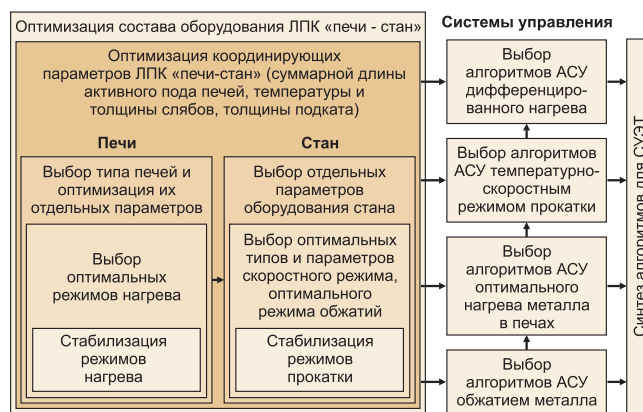 Оптимизация состава оборудования ЛПК «печи - стан»
Оптимизация координирующих
параметров ЛПК «печи-стан» (суммарной длины
активного пода печей, температуры и
толщины слябов, толщины подката)
Печи
Выбор типа печей и
оптимизация их
отдельных параметров
Выбор
оптимальных
режимов нагрева
Стабилизация
режимов
нагрева
Стан
Выбор отдельных
параметров
оборудования стана
Выбор оптимальных
типов и параметров
скоростного режима,
оптимального
режима обжатий
Стабилизация
режимов
прокатки
Системы управления
Выбор
алгоритмов АСУ
дифференциро-
ванного нагрева
Выбор алгоритмов
АСУ температурно-
скоростным
режимом прокатки
Выбор
алгоритмов АСУ
оптимального
нагрева металла
в печах
Выбор
алгоритмов АСУ
обжатием металла
Синтез алгоритмов для СУЭТ